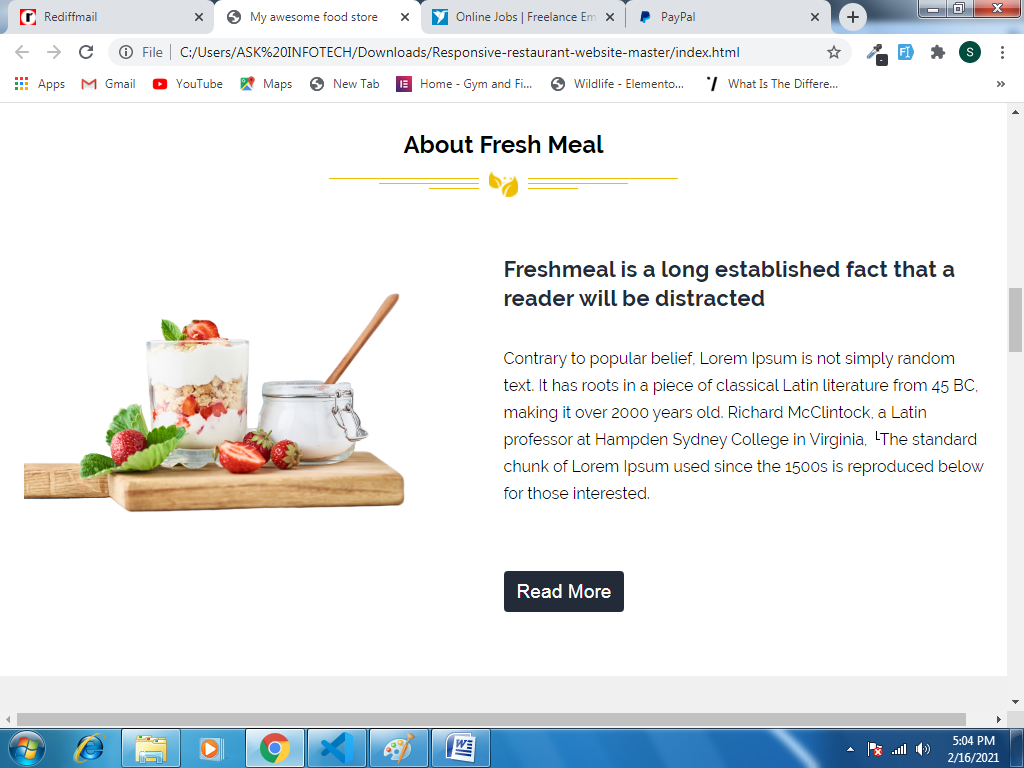 Rediffmail
My awesome food store
Online Jobs | Freelance Em
PayPal
File
C:/Users/ASK%20INFOTECH/Downloads/Responsive-restaurant-website-master/index.html
S
Apps
Gmail
YouTube
Maps
New Tab
Home - Gym and Fi...
Wildlife - Elemento...
What Is The Differe...
About Fresh Meal
Freshmeal is a long established fact that a
reader will be distracted
Contrary to popular belief, Lorem Ipsum is not simply random
text. It has roots in a piece of classical Latin literature from 45 BC,
making it over 2000 years old. Richard McClintock, a Latin
professor at Hampden Sydney College in Virginia, └The standard
chunk of Lorem Ipsum used since the 1500s is reproduced below
for those interested.
Read More
5:04 PM
2/16/2021